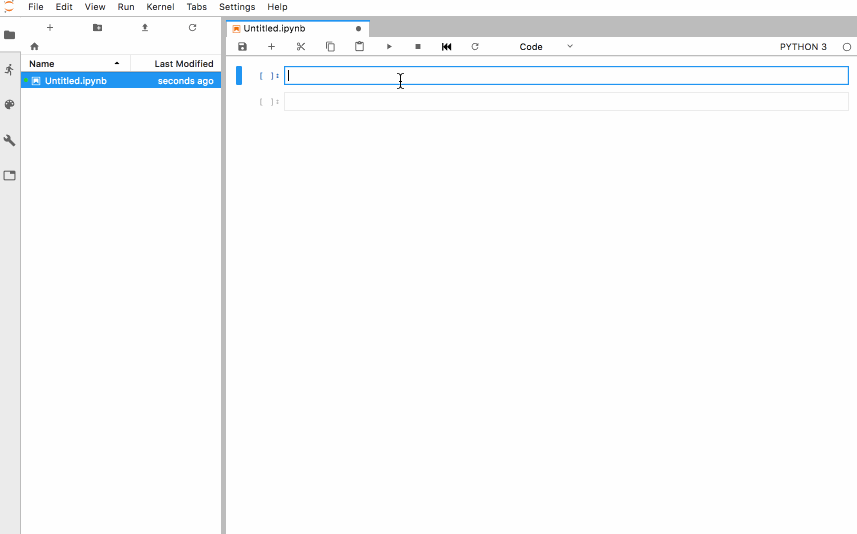 File Edit View Run Kernel Tabs Settings Help
Untitled.ipynb
Code PYTHON 3
Name Last Modified
Untitled.ipynb seconds ago
[ ]:
[ ]: